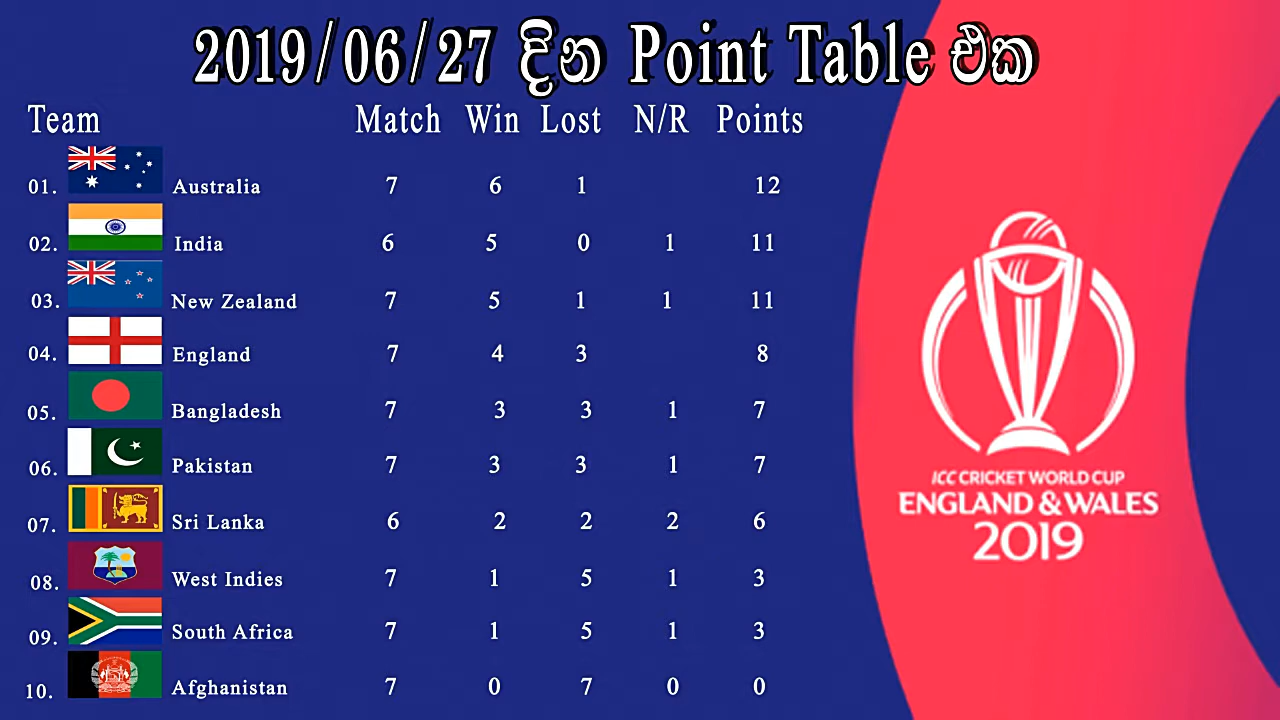 2019/06/27 දින Point Table එක
Team Match Win Lost N/R Points
01. Australia 7 6 1 12
02. India 6 5 0 1 11
03. New Zealand 7 5 1 1 11
04. England 7 4 3 8
05. Bangladesh 7 3 3 1 7
06. Pakistan 7 3 3 1 7
07. Sri Lanka 6 2 2 2 6
08. West Indies 7 1 5 1 3
09. South Africa 7 1 5 1 3
10. Afghanistan 7 0 7 0 0
ICC CRICKET WORLD CUP
ENGLAND & WALES
2019